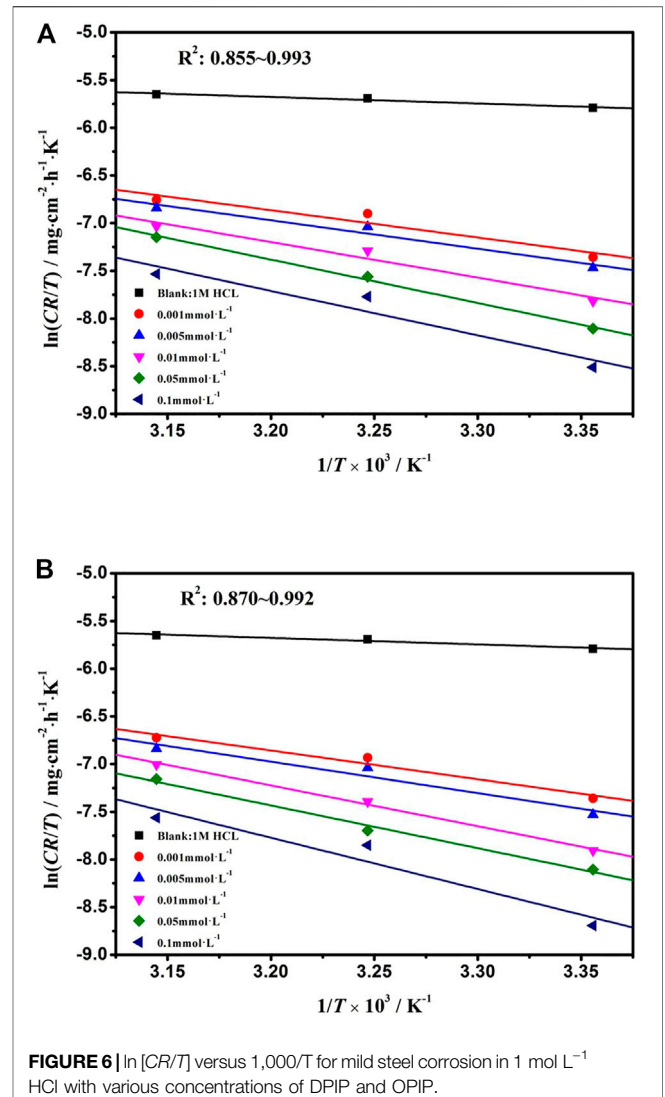 A
R²: 0.855~0.993
-5.0
-5.5
-6.0
-6.5
-7.0
-7.5
-8.0
-8.5
-9.0
ln(CR/T) / mg·cm⁻²·h⁻¹·K⁻¹
Blank:1M HCL
0.001mmol·L⁻¹
0.005mmol·L⁻¹
0.01mmol·L⁻¹
0.05mmol·L⁻¹
0.1mmol·L⁻¹
3.15 3.20 3.25 3.30 3.35
1/T × 10³ / K⁻¹
B
R²: 0.870~0.992
-5.0
-5.5
-6.0
-6.5
-7.0
-7.5
-8.0
-8.5
-9.0
ln(CR/T) / mg·cm⁻²·h⁻¹·K⁻¹
Blank:1M HCL
0.001mmol·L⁻¹
0.005mmol·L⁻¹
0.01mmol·L⁻¹
0.05mmol·L⁻¹
0.1mmol·L⁻¹
3.15 3.20 3.25 3.30 3.35
1/T × 10³ / K⁻¹
FIGURE 6 | ln [CR/T] versus 1,000/T for mild steel corrosion in 1 mol L⁻¹
HCl with various concentrations of DPIP and OPIP.